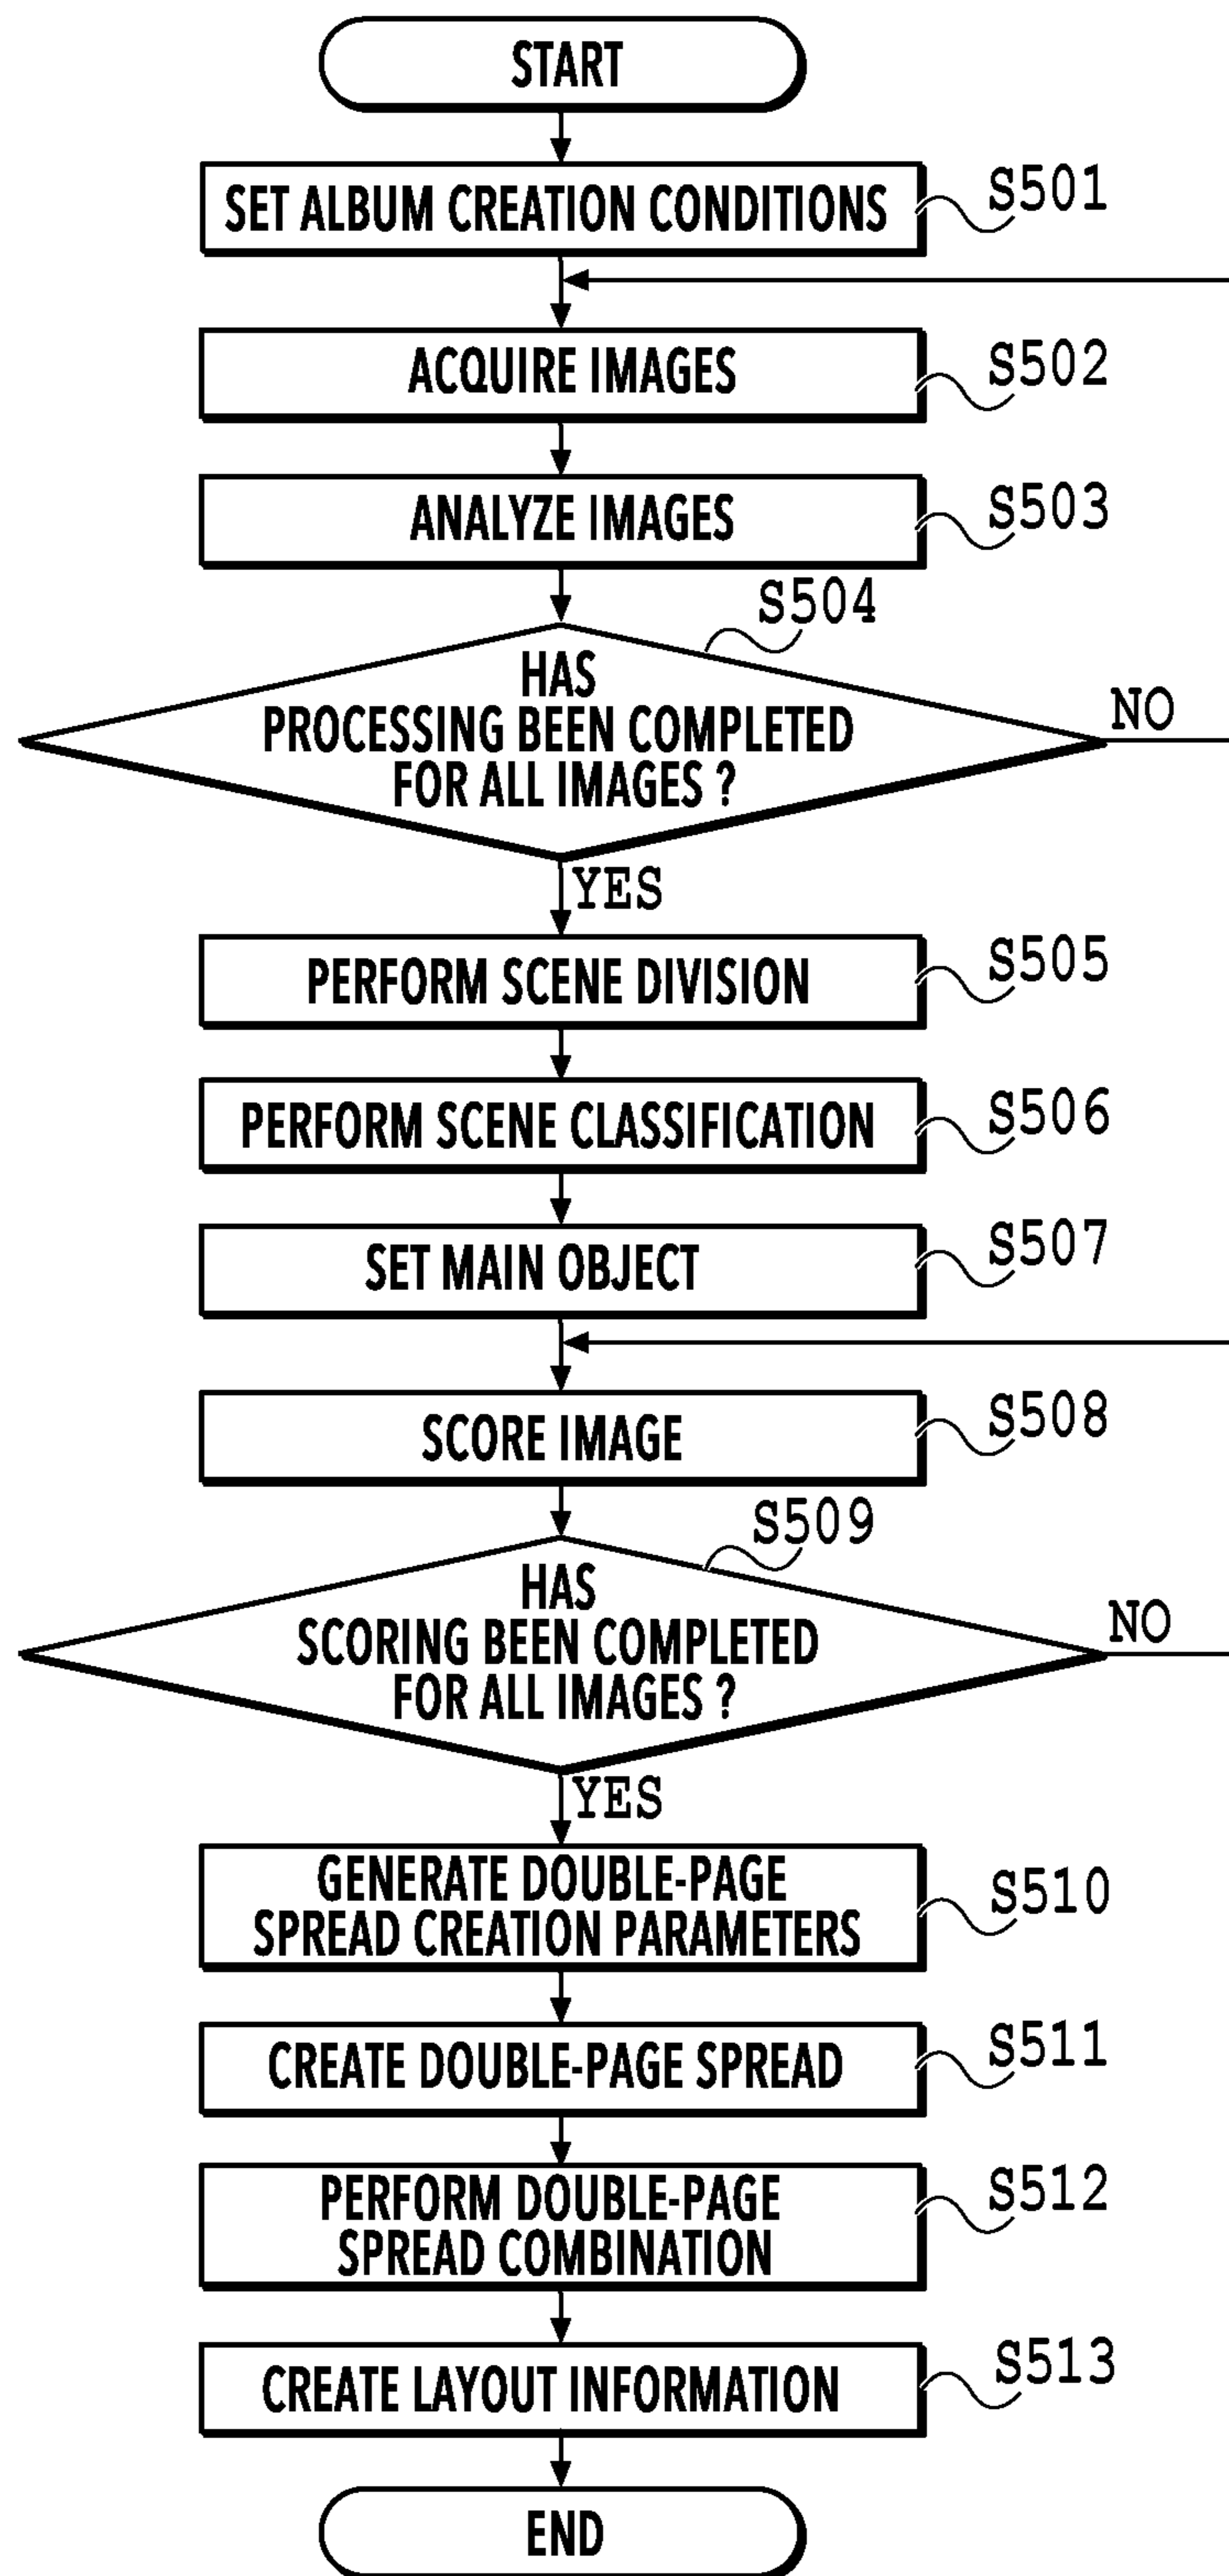 START
SET ALBUM CREATION CONDITIONS
S501
ACQUIRE IMAGES
S502
ANALYZE IMAGES
S503
S504
HAS
PROCESSING BEEN COMPLETED
FOR ALL IMAGES ?
NO
YES
PERFORM SCENE DIVISION
S505
PERFORM SCENE CLASSIFICATION
S506
SET MAIN OBJECT
S507
SCORE IMAGE
S508
S509
HAS
SCORING BEEN COMPLETED
FOR ALL IMAGES ?
NO
YES
GENERATE DOUBLE-PAGE
SPREAD CREATION PARAMETERS
S510
CREATE DOUBLE-PAGE SPREAD
S511
PERFORM DOUBLE-PAGE
SPREAD COMBINATION
S512
CREATE LAYOUT INFORMATION
S513
END